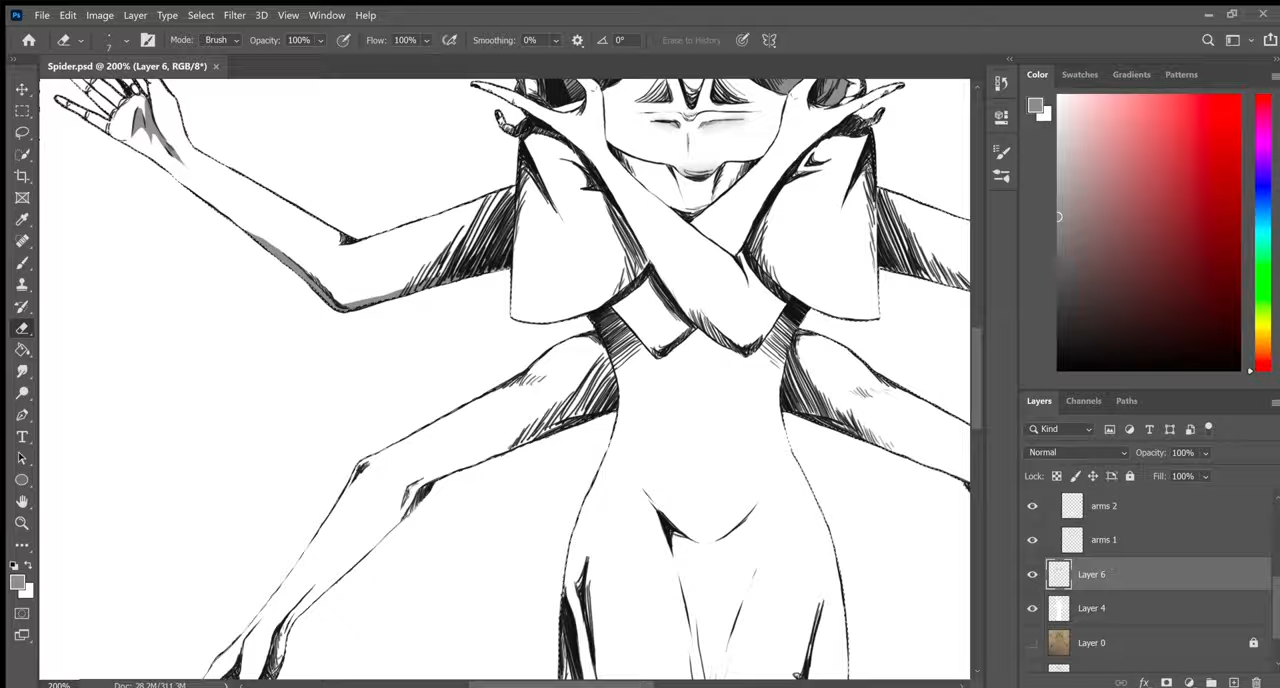 Ps File Edit Image Layer Type Select Filter 3D View Window Help
7 Mode: Brush Opacity: 100% Flow: 100% Smoothing: 0% 0° Erase to History
Spider.psd @ 200% (Layer 6, RGB/8*) ×
Color Swatches Gradients Patterns
Layers Channels Paths
Kind
Normal Opacity: 100%
Lock: Fill: 100%
arms 2
arms 1
Layer 6
Layer 4
Layer 0
fx
200% Doc: 28.2M/311.3M